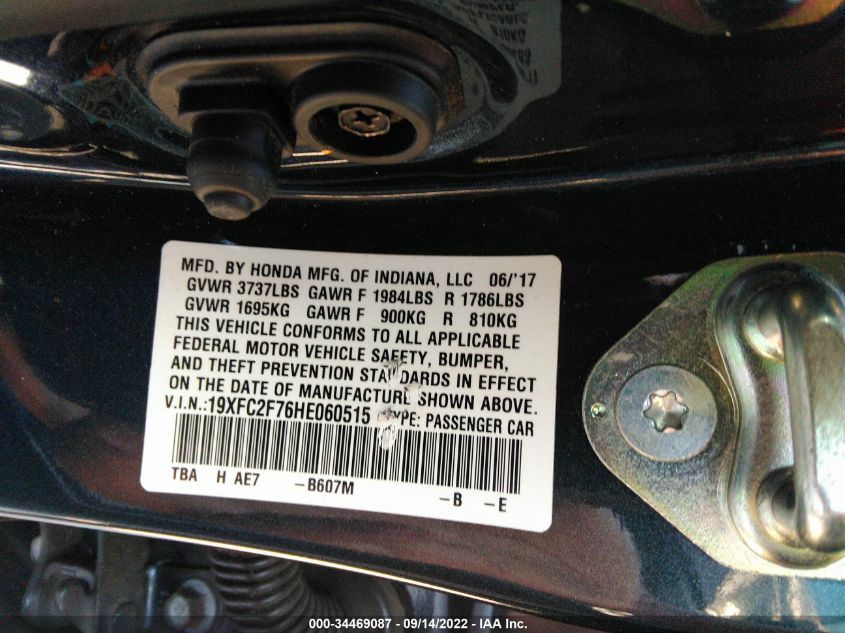 MFD. BY HONDA MFG. OF INDIANA, LLC 06/'17
GVWR 3737LBS GAWR F 1984LBS R 1786LBS
GVWR 1695KG GAWR F 900KG R 810KG
THIS VEHICLE CONFORMS TO ALL APPLICABLE
FEDERAL MOTOR VEHICLE SAFETY, BUMPER,
AND THEFT PREVENTION STANDARDS IN EFFECT
ON THE DATE OF MANUFACTURE SHOWN ABOVE.
V.I.N.:19XFC2F76HE060515 TYPE: PASSENGER CAR
TBA H AE7 -B607M -B -E
000-34469087 - 09/14/2022 - IAA Inc.